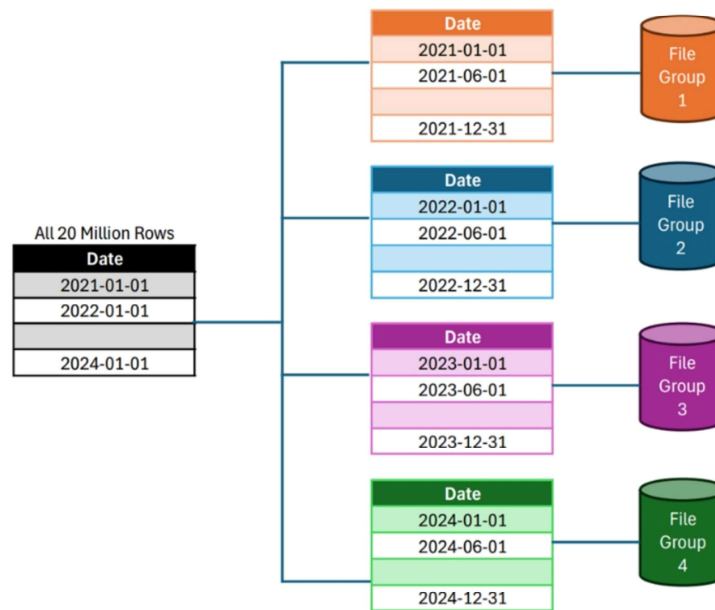 All 20 Million Rows
Date
2021-01-01
2022-01-01
2024-01-01
Date
2021-01-01
2021-06-01
2021-12-31
File
Group
1
Date
2022-01-01
2022-06-01
2022-12-31
File
Group
2
Date
2023-01-01
2023-06-01
2023-12-31
File
Group
3
Date
2024-01-01
2024-06-01
2024-12-31
File
Group
4